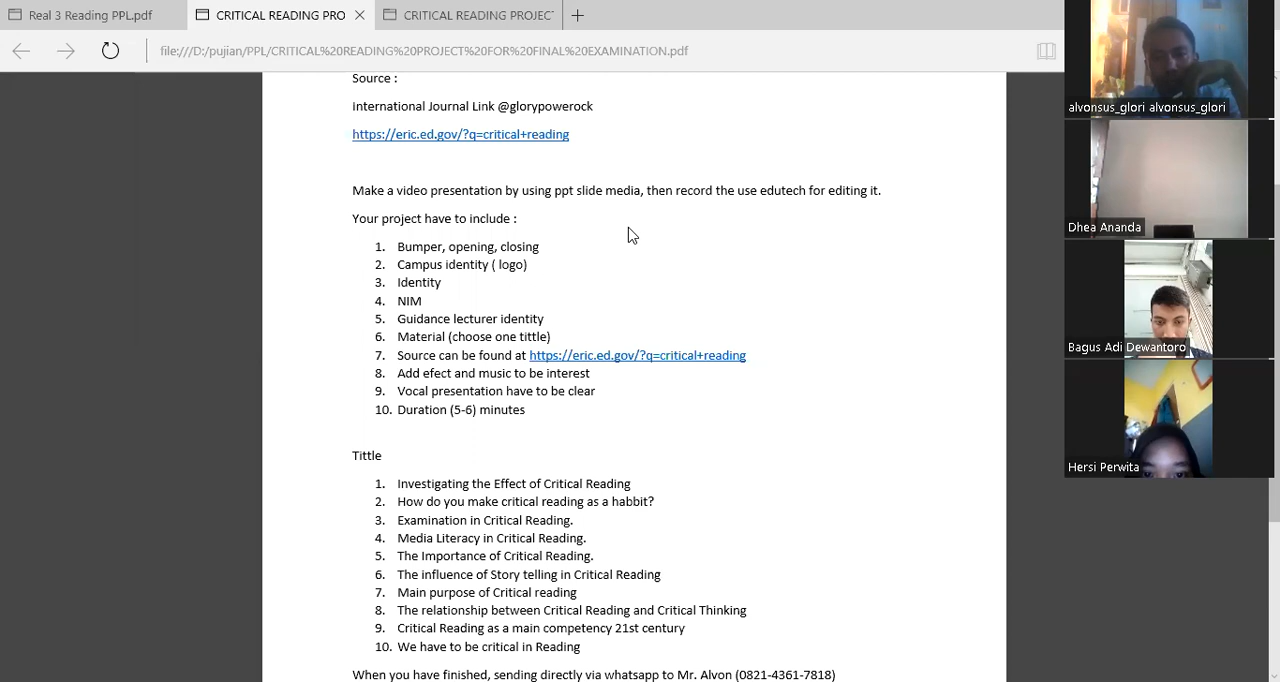 Real 3 Reading PPL.pdf
CRITICAL READING PRO
CRITICAL READING PROJECT
file:///D:/pujian/PPL/CRITICAL%20READING%20PROJECT%20FOR%20FINAL%20EXAMINATION.pdf
Source :
International Journal Link @glorypowerock
https://eric.ed.gov/?q=critical+reading
Make a video presentation by using ppt slide media, then record the use edutech for editing it.
Your project have to include :
1. Bumper, opening, closing
2. Campus identity ( logo)
3. Identity
4. NIM
5. Guidance lecturer identity
6. Material (choose one tittle)
7. Source can be found at https://eric.ed.gov/?q=critical+reading
8. Add efect and music to be interest
9. Vocal presentation have to be clear
10. Duration (5-6) minutes
Tittle
1. Investigating the Effect of Critical Reading
2. How do you make critical reading as a habbit?
3. Examination in Critical Reading.
4. Media Literacy in Critical Reading.
5. The Importance of Critical Reading.
6. The influence of Story telling in Critical Reading
7. Main purpose of Critical reading
8. The relationship between Critical Reading and Critical Thinking
9. Critical Reading as a main competency 21st century
10. We have to be critical in Reading
When you have finished, sending directly via whatsapp to Mr. Alvon (0821-4361-7818)
alvonsus_glori alvonsus_glori
Dhea Ananda
Bagus Adi Dewantoro
Hersi Perwita